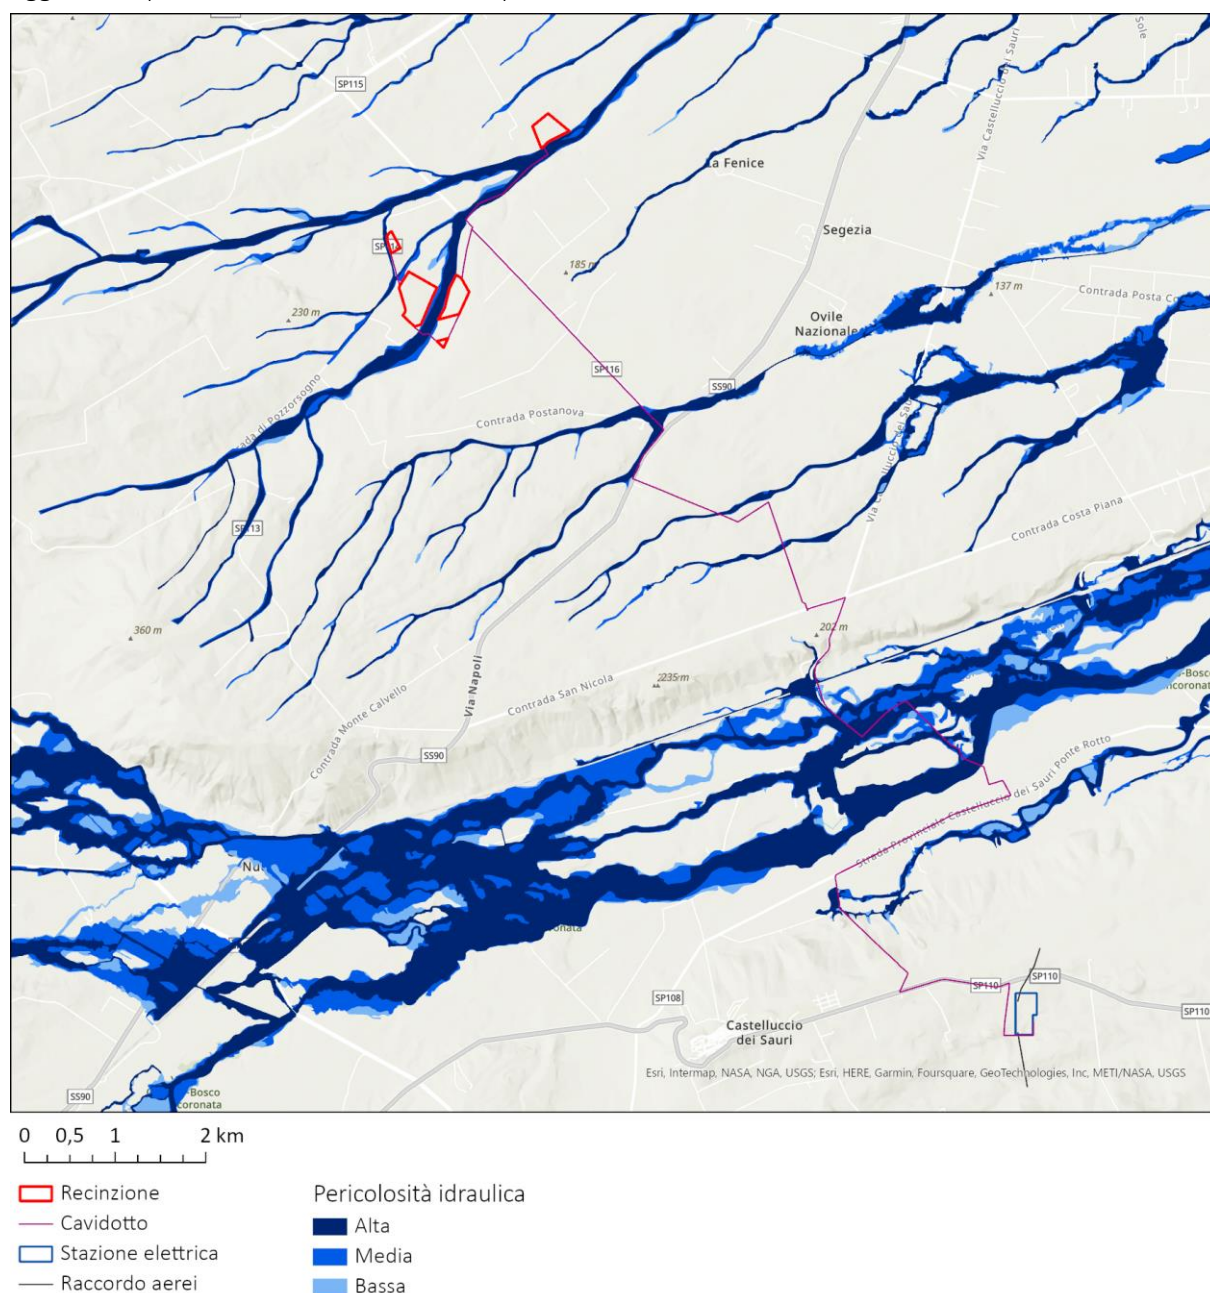 Sole
SP115
Via Castelluccio dei Sauri
La Fenice
Segezia
185 m
137 m
Contrada Posta
230 m
Ovile
Nazionale
SP116
SS90
Contrada Postanova
SP113
Contrada Costa Piana
360 m
202 m
235 m
Via Napoli
Contrada San Nicola
Contrada Monte Calvello
SS90
-Bosco
Strada Provinciale Castelluccio dei Sauri Ponte Rotto
SP110
SP110
SP108
SP110
Castelluccio
dei Sauri
Esri, Intermap, NASA, NGA, USGS; Esri, HERE, Garmin, Foursquare, GeoTechnologies, Inc, METI/NASA, USGS
-Bosco
SS90
0 0,5 1 2 km
Recinzione
Cavidotto
Stazione elettrica
Raccordo aerei
Pericolosità idraulica
Alta
Media
Bassa